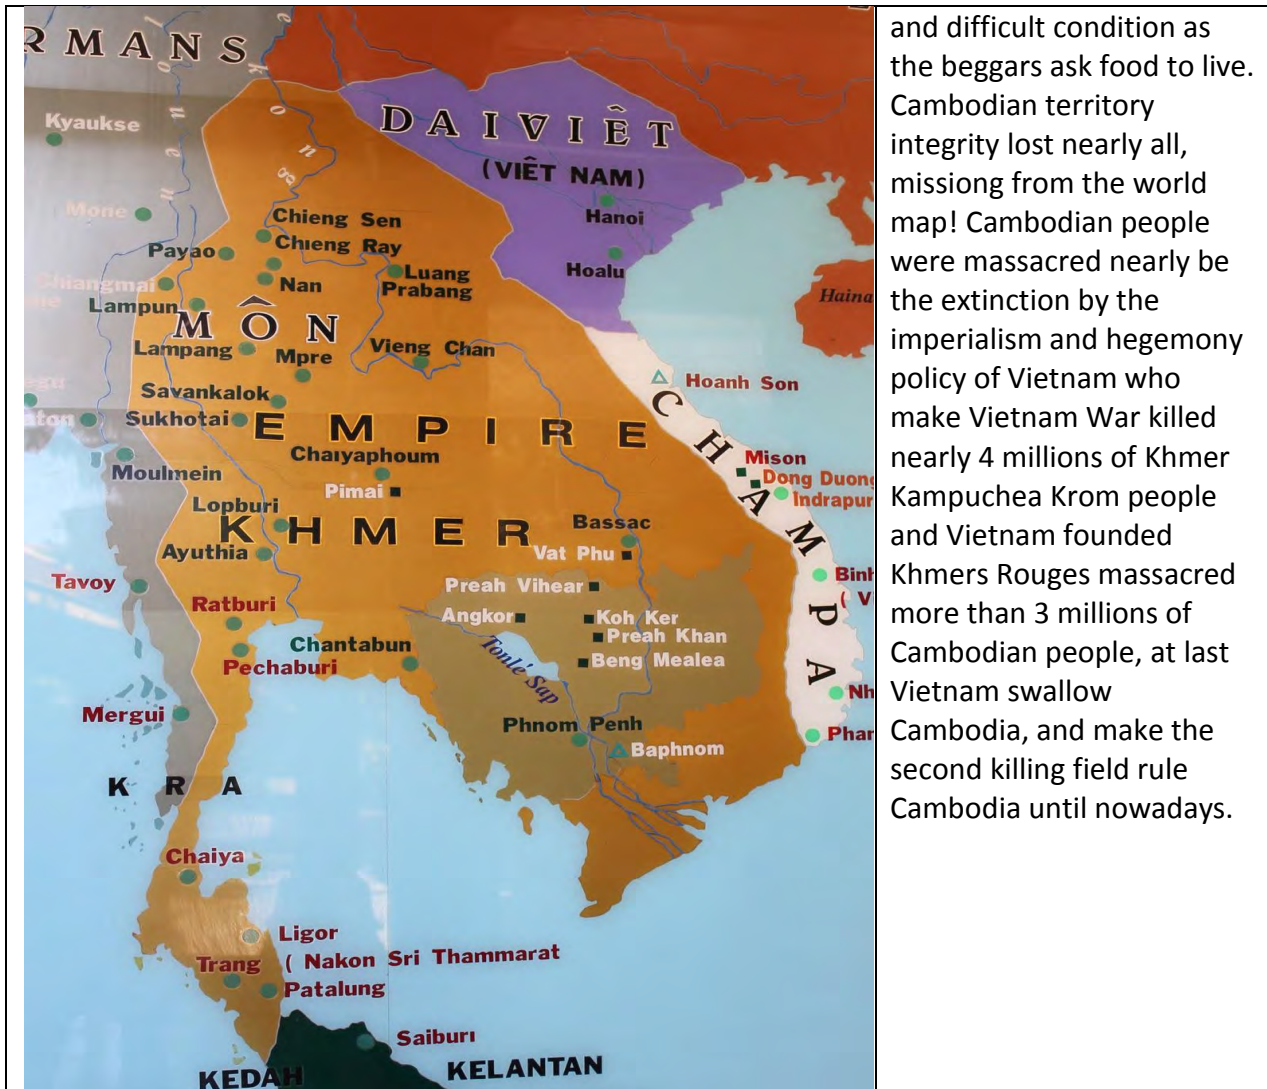 RMANS
Kyaukse
DAIVIÊT
(VIÊT NAM)
Hanoi
Hoalu
Mone
Chieng Sen
Payao
Chieng Ray
Luang
Prabang
Chiangmai
Nan
Lampun
MÔN
Lampang
Mpre
Vieng Chan
Hoanh Son
Savankalok
Sukhotai
EMPIRE
CHAMPA
Chaiyaphoum
Mison
Dong Duong
Moulmein
Pimai
Indrapur
Lopburi
KHMER
Bassac
Ayuthia
Vat Phu
Tavoy
Preah Vihear
Ratburi
Angkor
Koh Ker
Preah Khan
Chantabun
Tonlé Sap
Beng Mealea
Pechaburi
Mergui
Phnom Penh
Baphnom
KRA
Chaiya
Ligor
( Nakon Sri Thammarat
Trang
Patalung
Saiburi
KEDAH
KELANTAN
and difficult condition as
the beggars ask food to live.
Cambodian territory
integrity lost nearly all,
missiong from the world
map! Cambodian people
were massacred nearly be
the extinction by the
imperialism and hegemony
policy of Vietnam who
make Vietnam War killed
nearly 4 millions of Khmer
Kampuchea Krom people
and Vietnam founded
Khmers Rouges massacred
more than 3 millions of
Cambodian people, at last
Vietnam swallow
Cambodia, and make the
second killing field rule
Cambodia until nowadays.